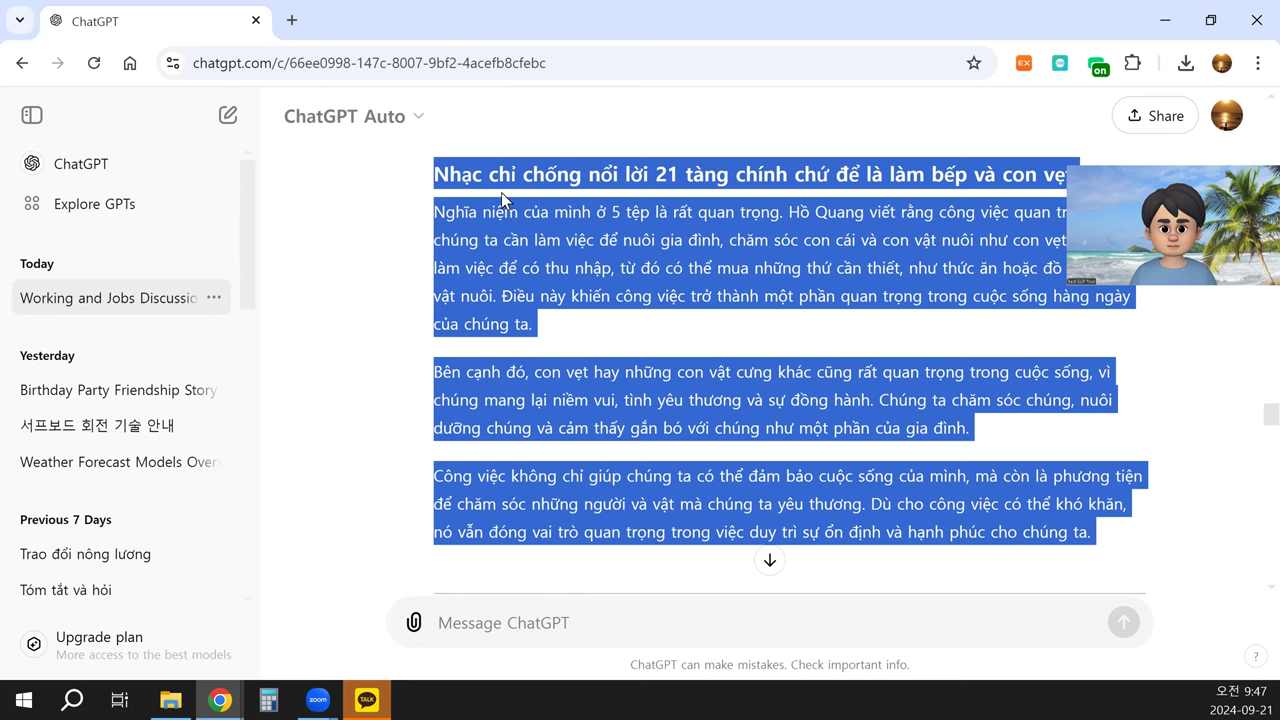 ChatGPT
chatgpt.com/c/66ee0998-147c-8007-9bf2-4acefb8cfebc
EX
on
ChatGPT Auto
Share
ChatGPT
Explore GPTs
Today
Working and Jobs Discussio
Yesterday
Birthday Party Friendship Story
서프보드 회전 기술 안내
Weather Forecast Models Over
Previous 7 Days
Trao đổi nông lương
Tóm tắt và hỏi
Upgrade plan
More access to the best models
Nhạc chỉ chống nổi lời 21 tàng chính chứ để là làm bếp và con vẹt
Nghĩa niệm của mình ở 5 tệp là rất quan trọng. Hồ Quang viết rằng công việc quan
chúng ta cần làm việc để nuôi gia đình, chăm sóc con cái và con vật nuôi như con vẹt
làm việc để có thu nhập, từ đó có thể mua những thứ cần thiết, như thức ăn hoặc đồ
vật nuôi. Điều này khiến công việc trở thành một phần quan trọng trong cuộc sống hàng ngày
của chúng ta.
Bên cạnh đó, con vẹt hay những con vật cưng khác cũng rất quan trọng trong cuộc sống, vì
chúng mang lại niềm vui, tình yêu thương và sự đồng hành. Chúng ta chăm sóc chúng, nuôi
dưỡng chúng và cảm thấy gắn bó với chúng như một phần của gia đình.
Công việc không chỉ giúp chúng ta có thể đảm bảo cuộc sống của mình, mà còn là phương tiện
để chăm sóc những người và vật mà chúng ta yêu thương. Dù cho công việc có thể khó khăn,
nó vẫn đóng vai trò quan trọng trong việc duy trì sự ổn định và hạnh phúc cho chúng ta.
Message ChatGPT
ChatGPT can make mistakes. Check important info.
?
zoom
TALK
오전 9:47
2024-09-21